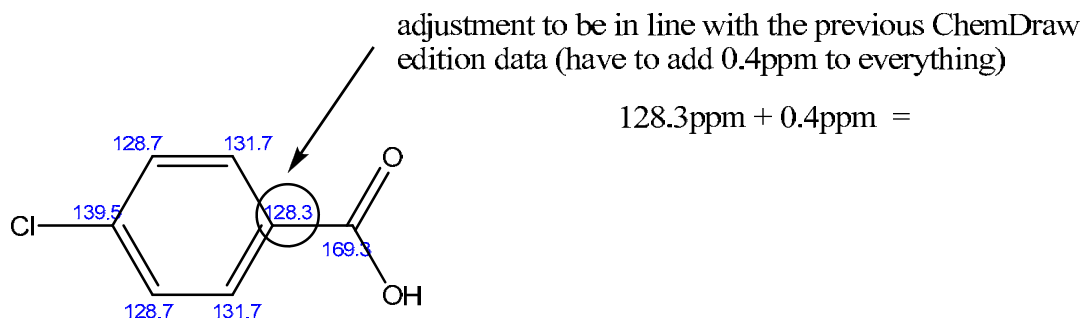 adjustment to be in line with the previous ChemDraw
edition data (have to add 0.4ppm to everything)
128.3ppm + 0.4ppm =
128.7
131.7
O
Cl
139.5
128.3
169.3
OH
128.7
131.7